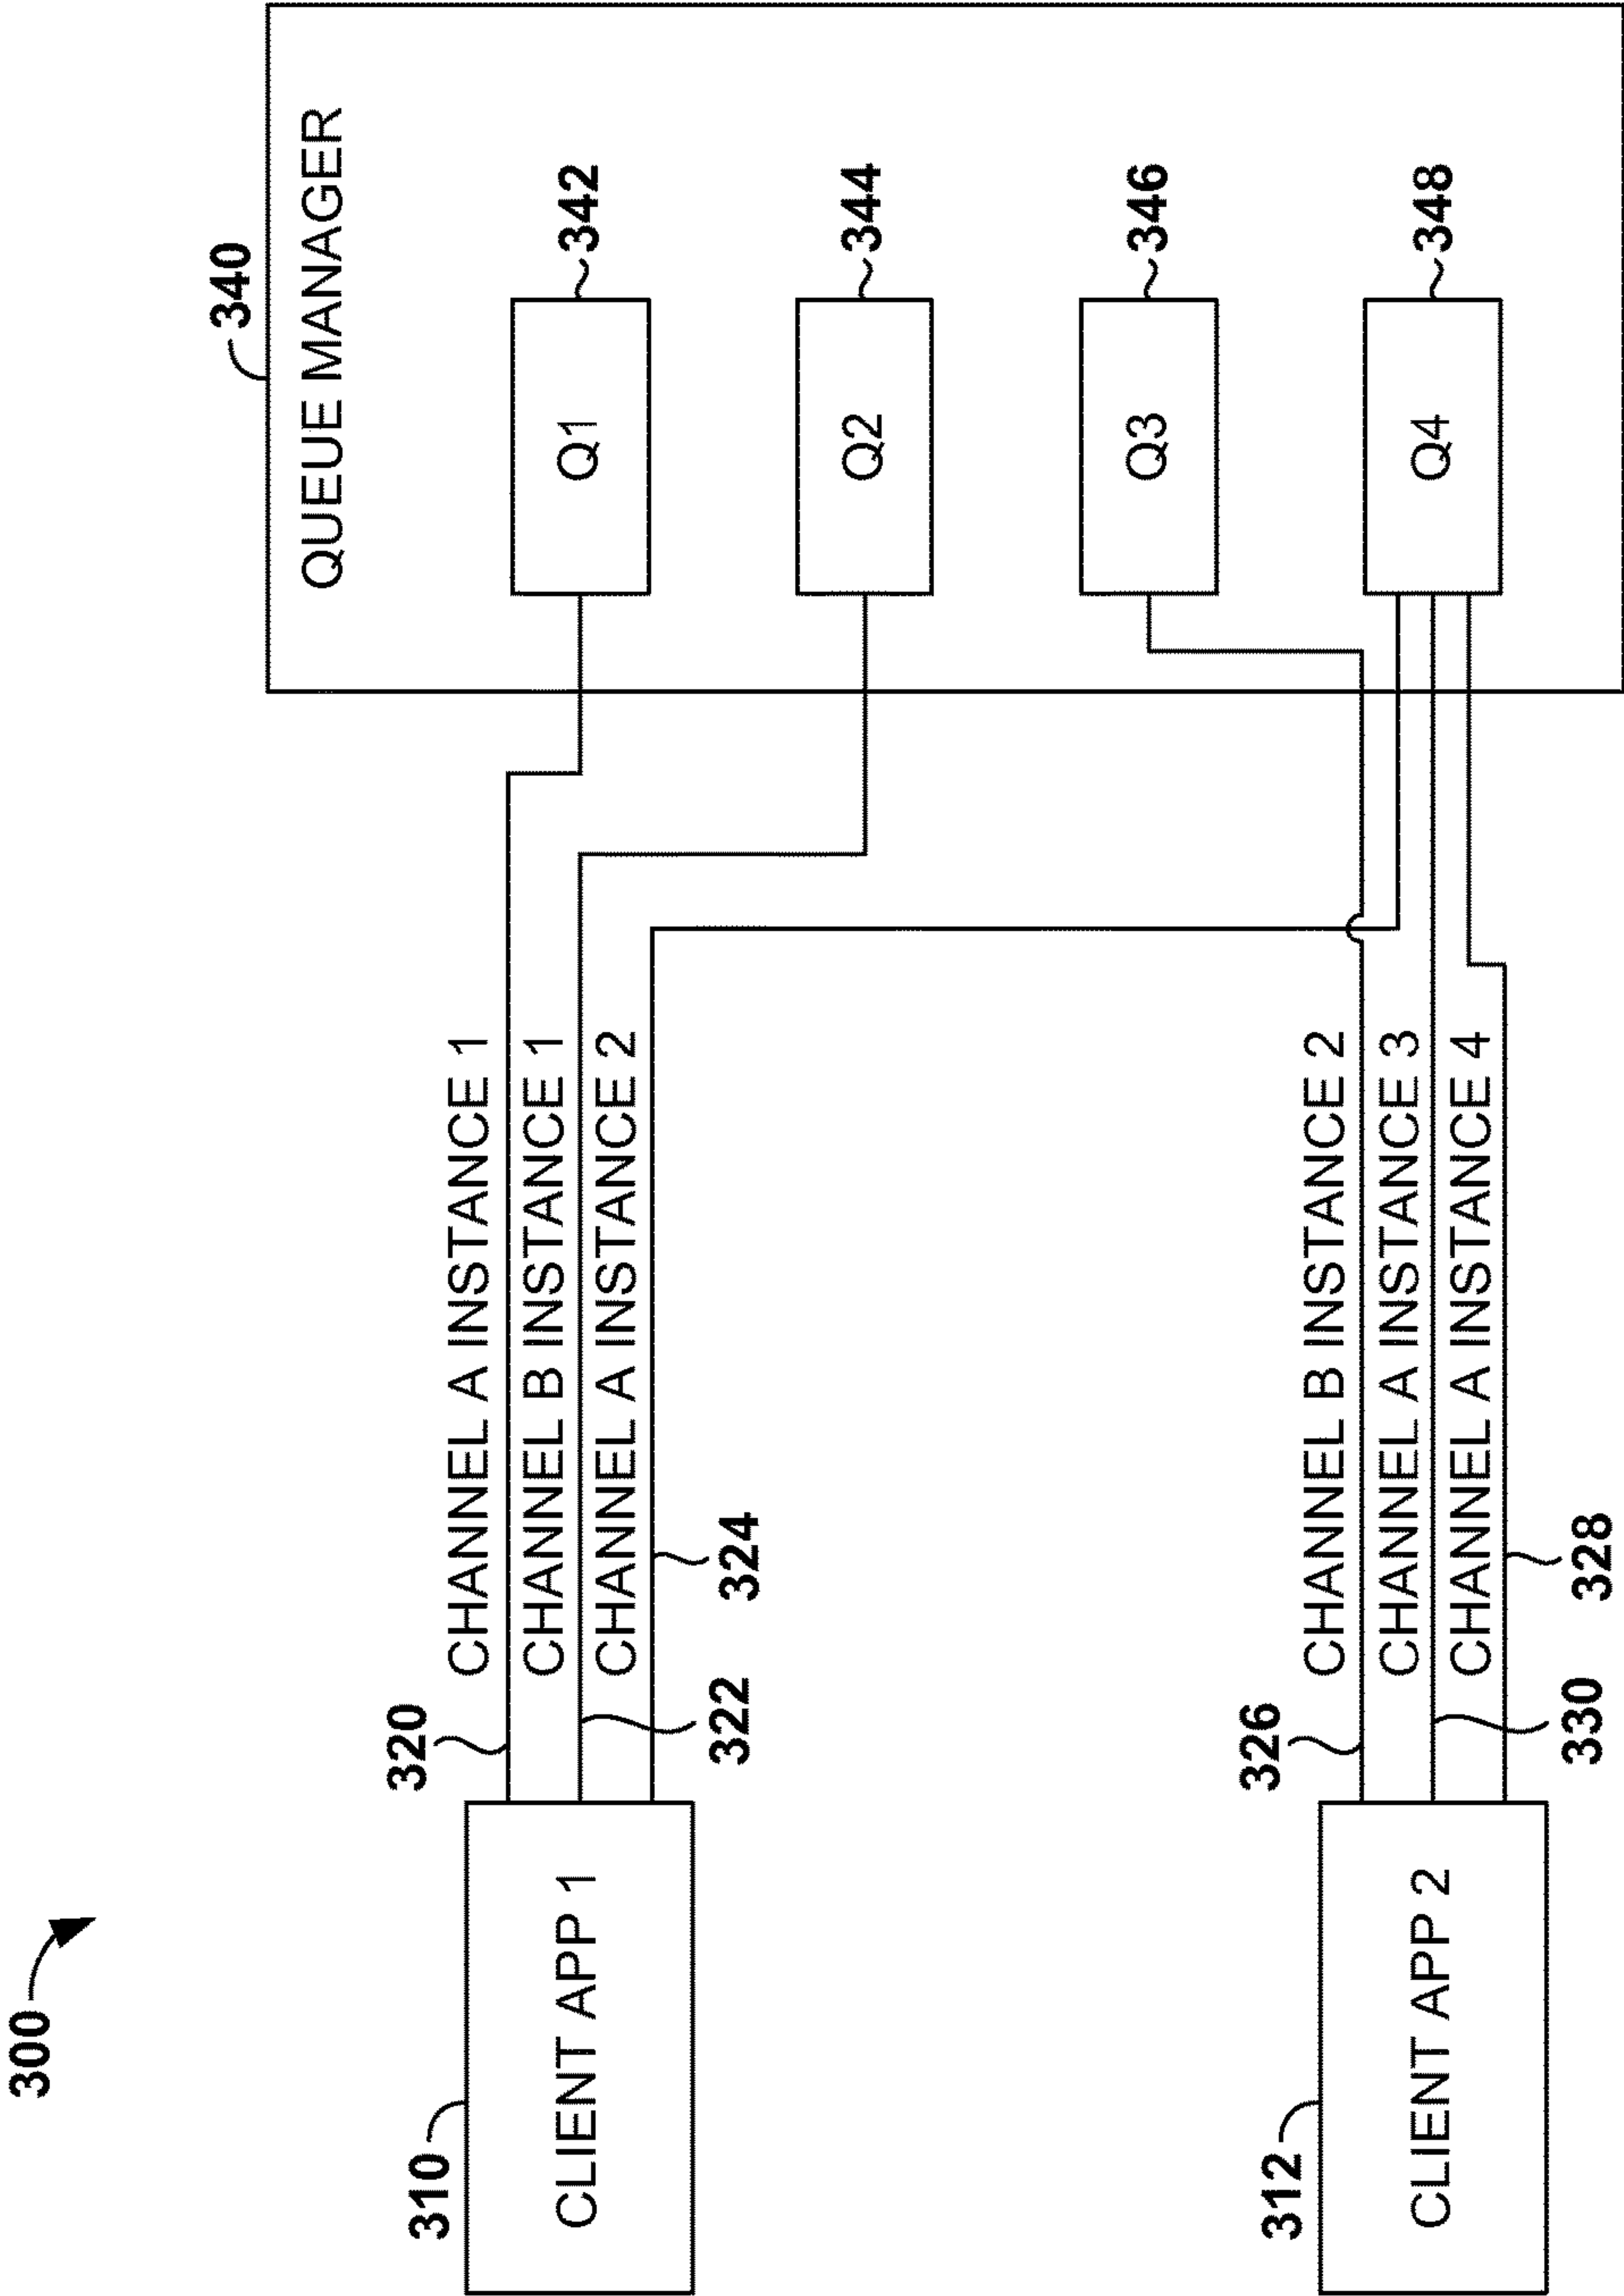 300
340
QUEUE MANAGER
310
CLIENT APP 1
320
CHANNEL A INSTANCE 1
CHANNEL B INSTANCE 1
CHANNEL A INSTANCE 2
322
324
Q1
342
Q2
344
Q3
346
Q4
348
312
CLIENT APP 2
326
CHANNEL B INSTANCE 2
CHANNEL A INSTANCE 3
CHANNEL A INSTANCE 4
330
328